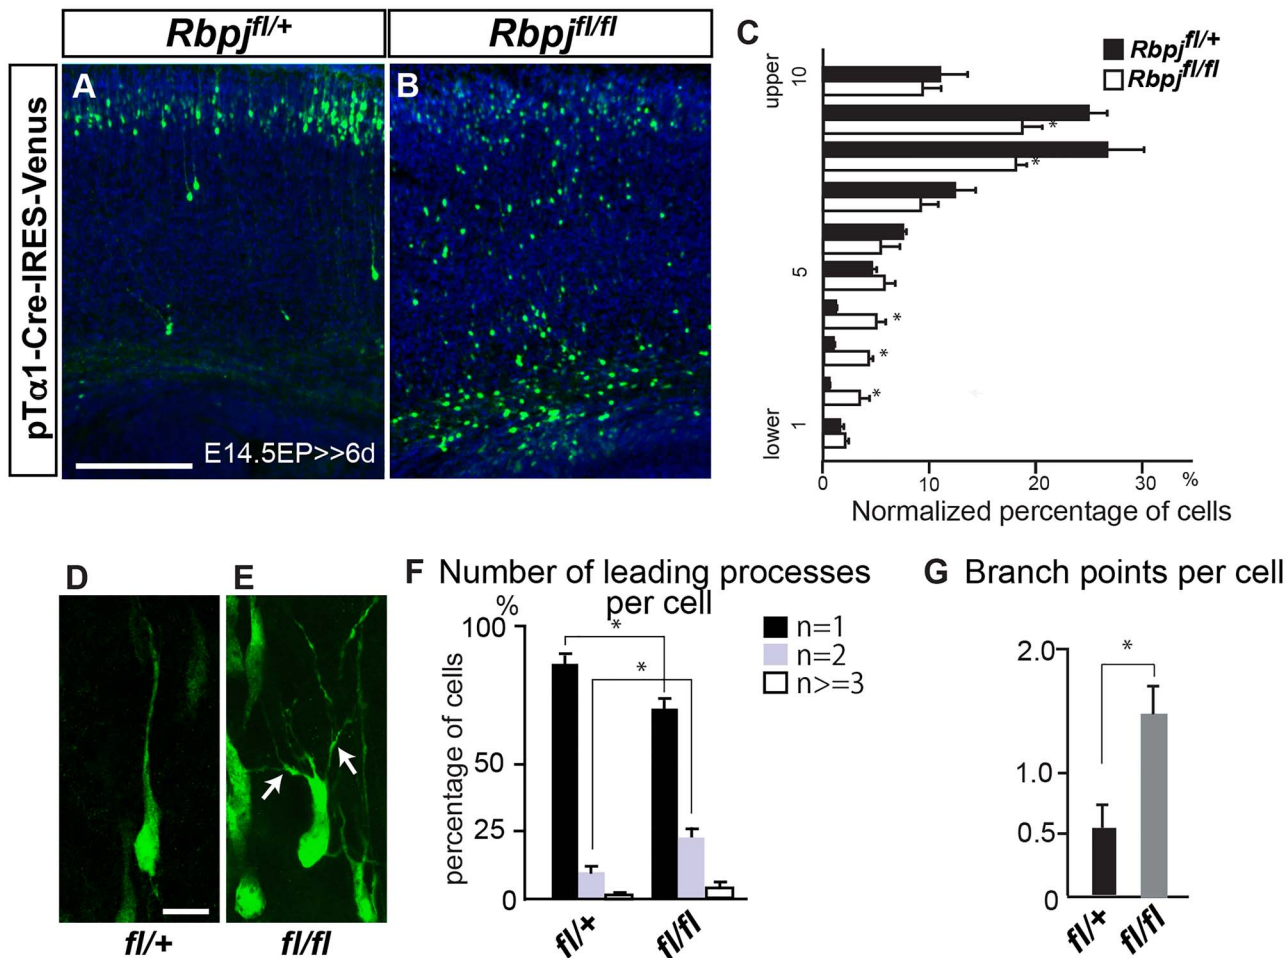 Rbpjfl/+
Rbpjfl/fl
pTα1-Cre-IRES-Venus
A
B
E14.5EP>>6d
C
Rbpjfl/+
Rbpjfl/fl
upper
10
5
1
lower
*
*
*
*
*
0
10
20
30
%
Normalized percentage of cells
D
E
fl/+
fl/fl
F Number of leading processes
per cell
%
percentage of cells
100
50
25
0
*
*
n=1
n=2
n>=3
fl/+
fl/fl
G Branch points per cell
2.0
1.0
0.5
0
*
fl/+
fl/fl